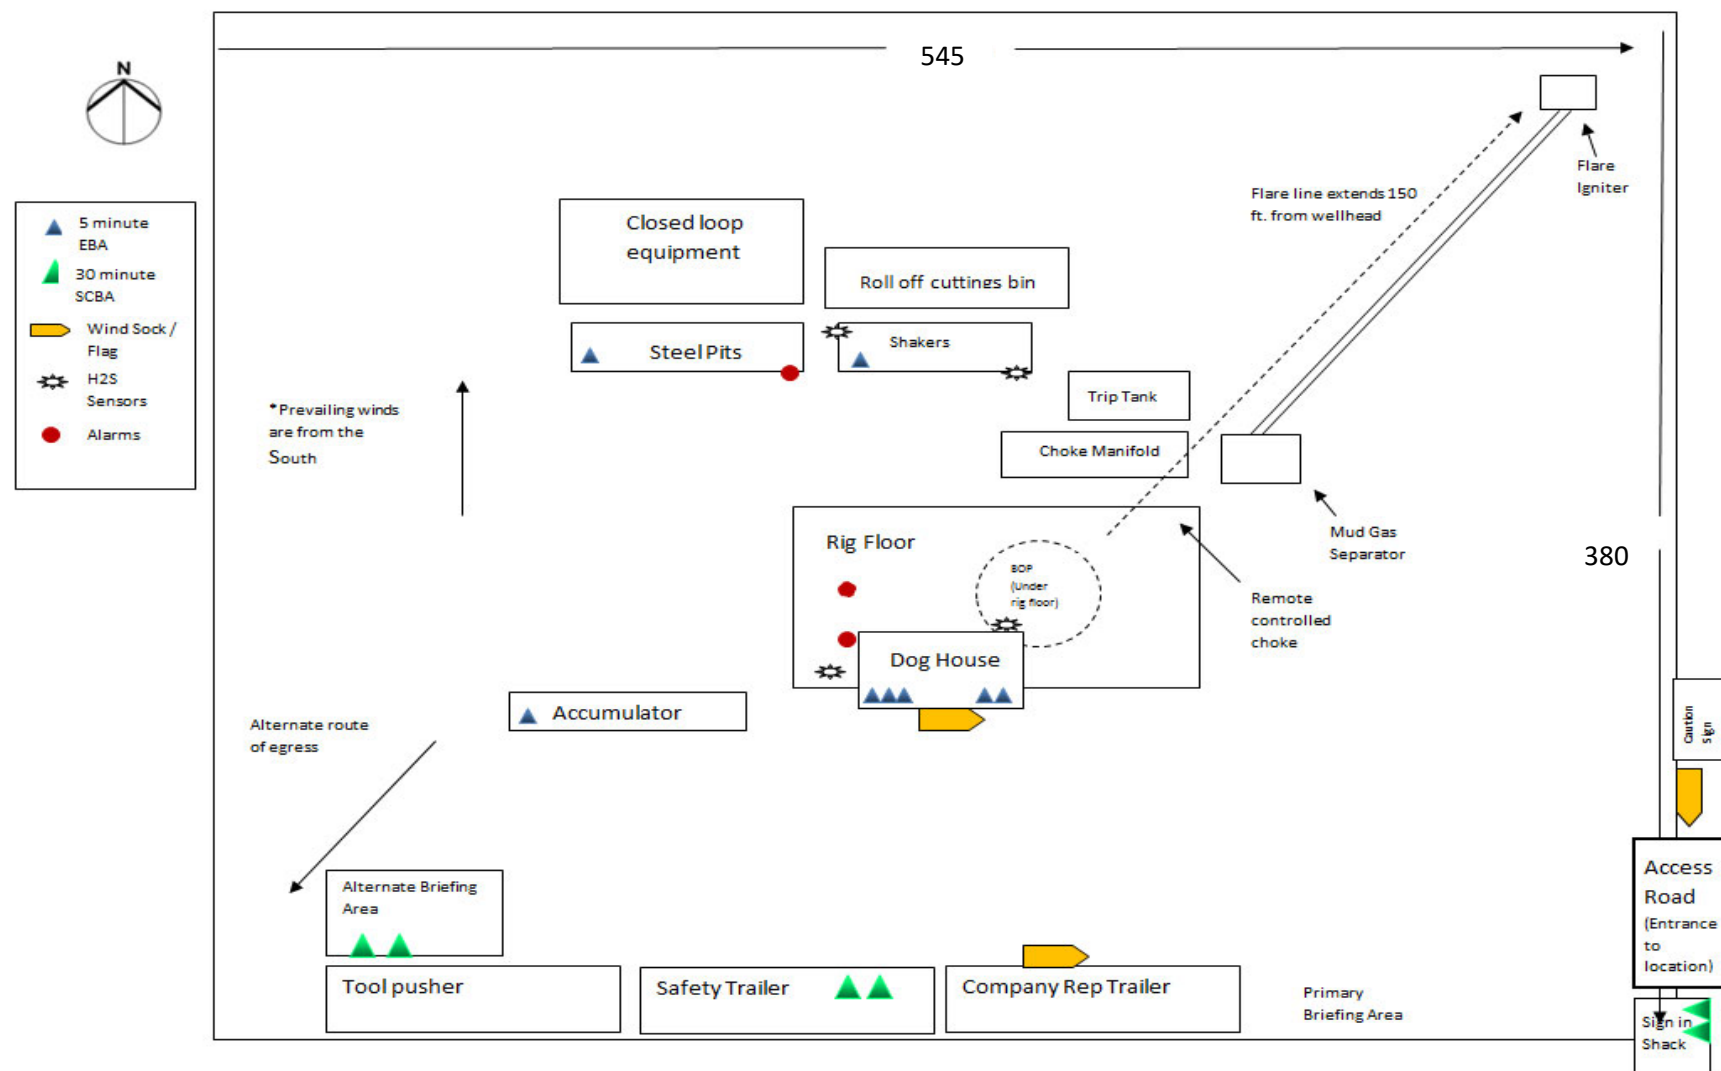 545
N
Flare
Igniter
Flare line extends 150
ft. from wellhead
5 minute
EBA
30 minute
SCBA
Wind Sock /
Flag
H2S
Sensors
Alarms
Closed loop
equipment
Roll off cuttings bin
Steel Pits
Shakers
Trip Tank
*Prevailing winds
are from the
South
Choke Manifold
Mud Gas
Separator
380
Rig Floor
BOP
(Under
rig floor)
Remote
controlled
choke
Dog House
Accumulator
Alternate route
of egress
Caution
Sign
Access
Road
(Entrance
to
location)
Alternate Briefing
Area
Tool pusher
Safety Trailer
Company Rep Trailer
Primary
Briefing Area
Sign in
Shack